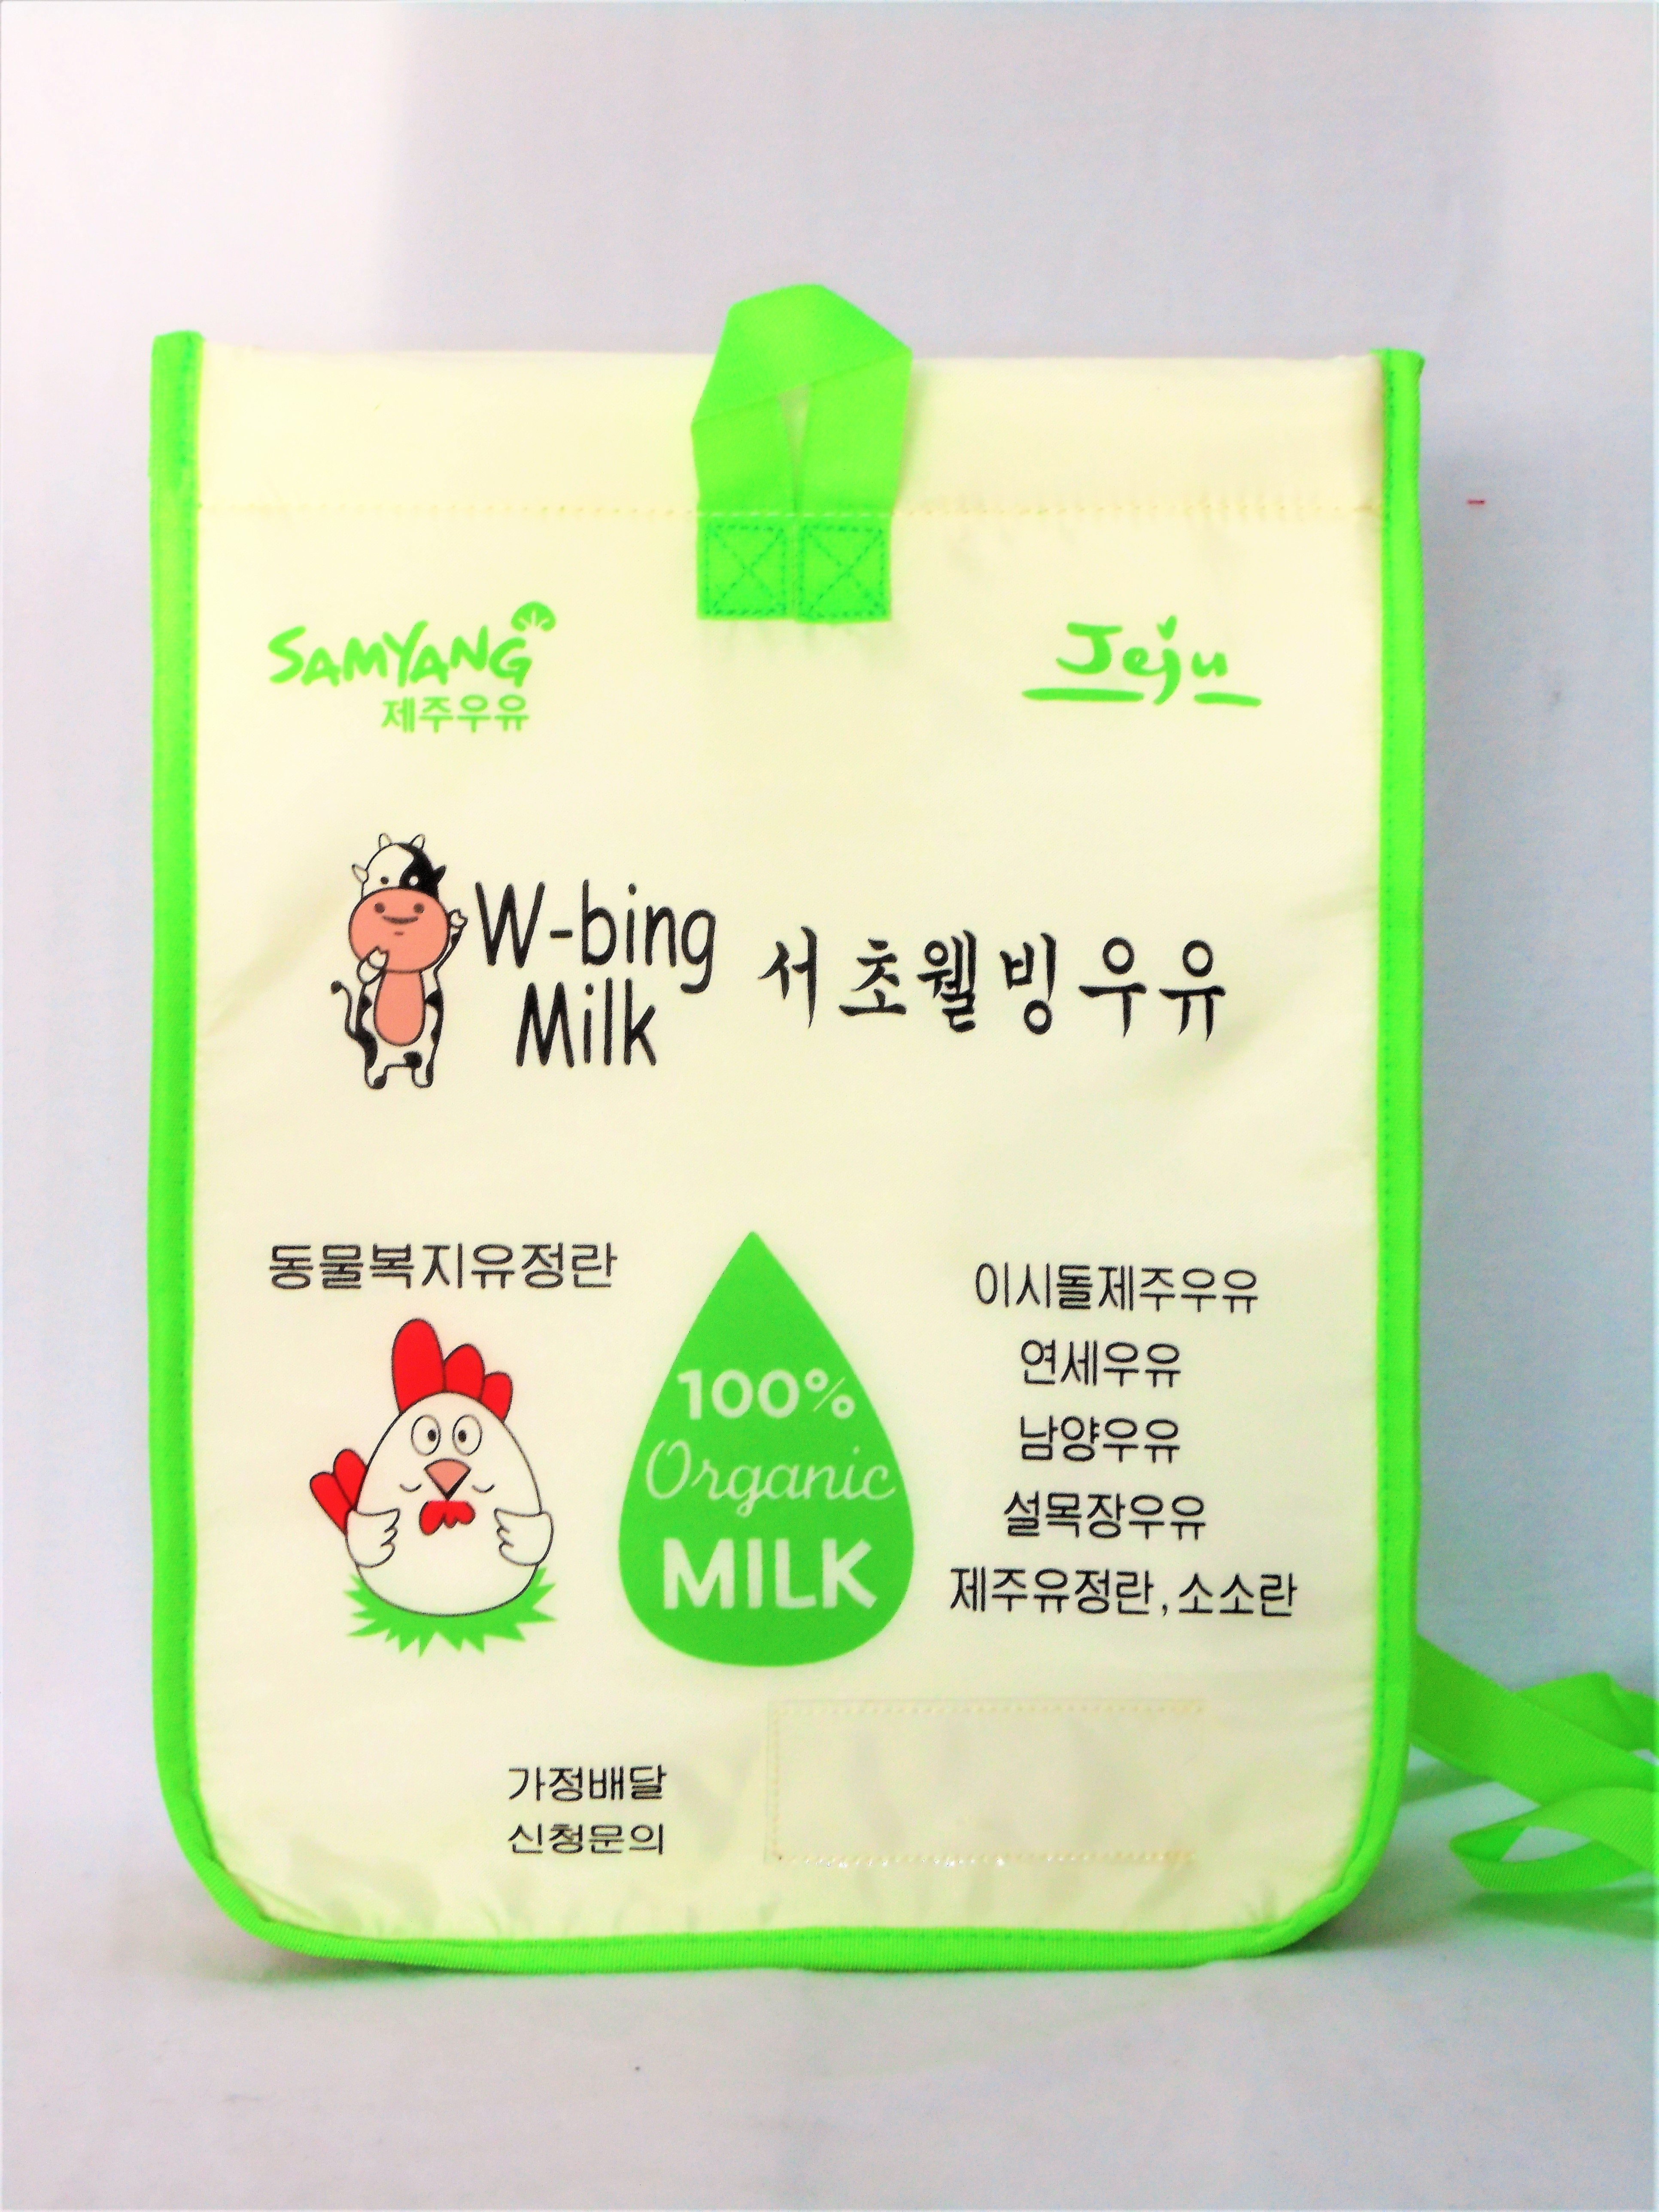 SAMYANG
제주우유
Jeju
W-bing
Milk
서초웰빙우유
동물복지유정란
100%
Organic
MILK
이시돌제주우유
연세우유
남양우유
설목장우유
제주유정란, 소소란
가정배달
신청문의